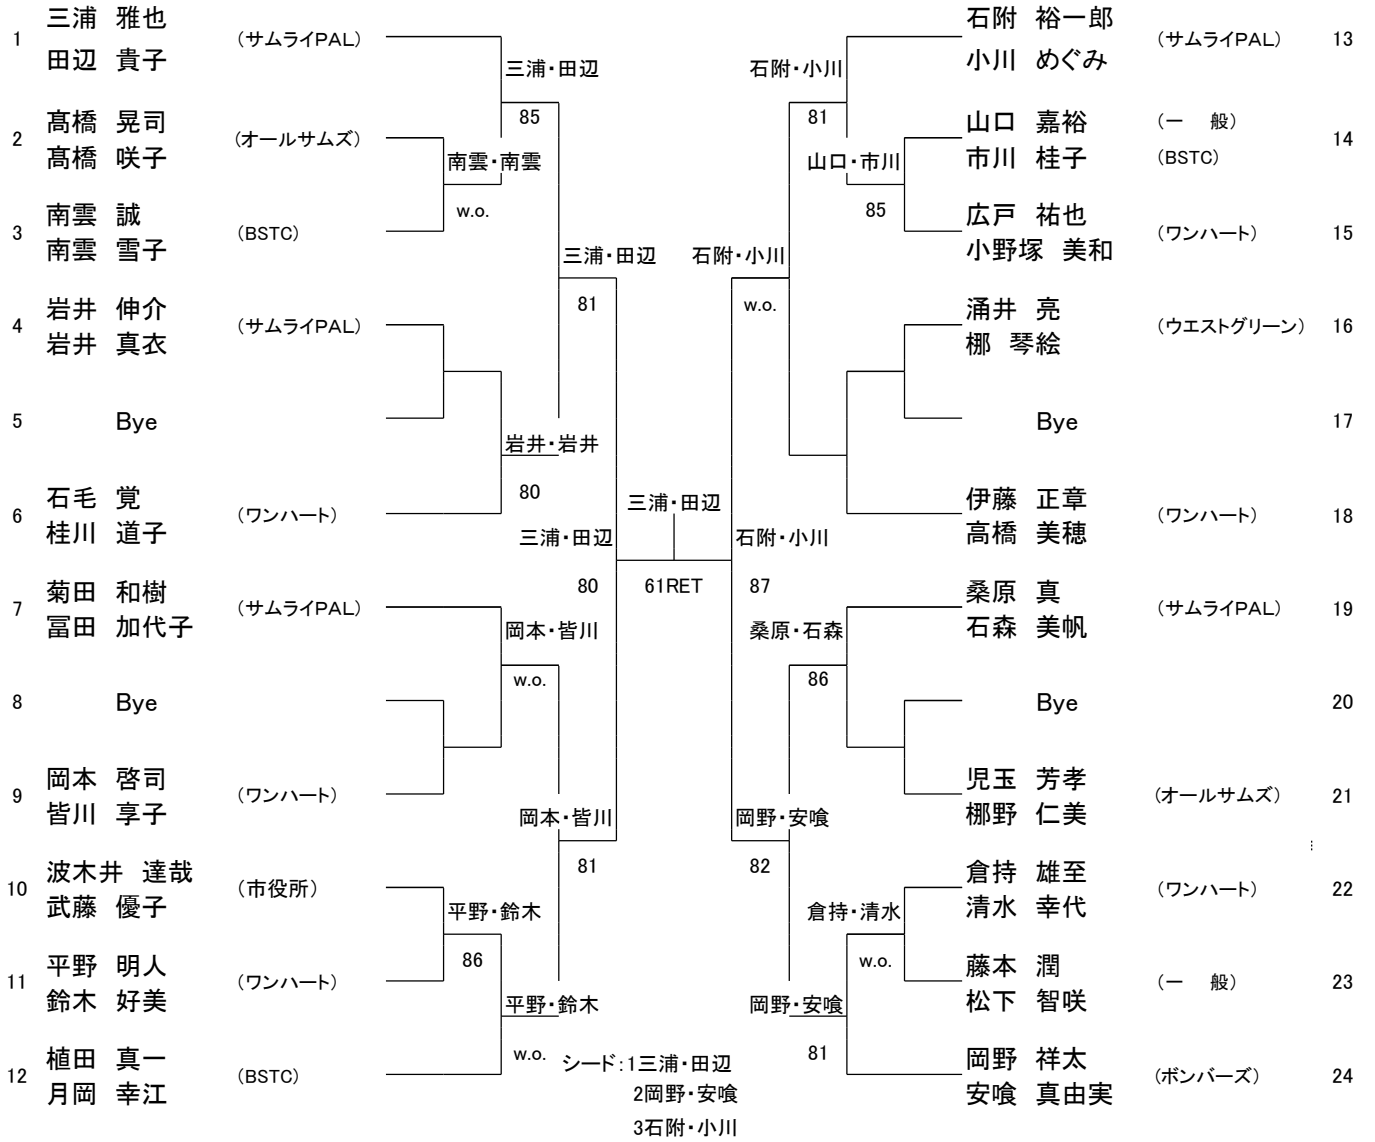 1 三浦 雅也 (サムライPAL)
田辺 貴子
2 髙橋 晃司 (オールサムズ)
髙橋 咲子
3 南雲 誠 (BSTC)
南雲 雪子
4 岩井 伸介 (サムライPAL)
岩井 真衣
5 Bye
6 石毛 覚 (ワンハート)
桂川 道子
7 菊田 和樹 (サムライPAL)
冨田 加代子
8 Bye
9 岡本 啓司 (ワンハート)
皆川 享子
10 波木井 達哉 (市役所)
武藤 優子
11 平野 明人 (ワンハート)
鈴木 好美
12 植田 真一 (BSTC)
月岡 幸江
三浦・田辺
85
南雲・南雲
w.o.
三浦・田辺
81
岩井・岩井
80
三浦・田辺
80
岡本・皆川
w.o.
岡本・皆川
81
平野・鈴木
86
平野・鈴木
w.o.
三浦・田辺
61RET
シード:1三浦・田辺
2岡野・安喰
3石附・小川
石附・小川
81
山口・市川
85
石附・小川
w.o.
石附・小川
87
桑原・石森
86
岡野・安喰
82
倉持・清水
w.o.
岡野・安喰
81
石附 裕一郎 (サムライPAL) 13
小川 めぐみ
山口 嘉裕 (一 般) 14
市川 桂子 (BSTC)
広戸 祐也 (ワンハート) 15
小野塚 美和
涌井 亮 (ウエストグリーン) 16
梛 琴絵
Bye 17
伊藤 正章 (ワンハート) 18
高橋 美穂
桑原 真 (サムライPAL) 19
石森 美帆
Bye 20
児玉 芳孝 (オールサムズ) 21
梛野 仁美
倉持 雄至 (ワンハート) 22
清水 幸代
藤本 潤 (一 般) 23
松下 智咲
岡野 祥太 (ボンバーズ) 24
安喰 真由実